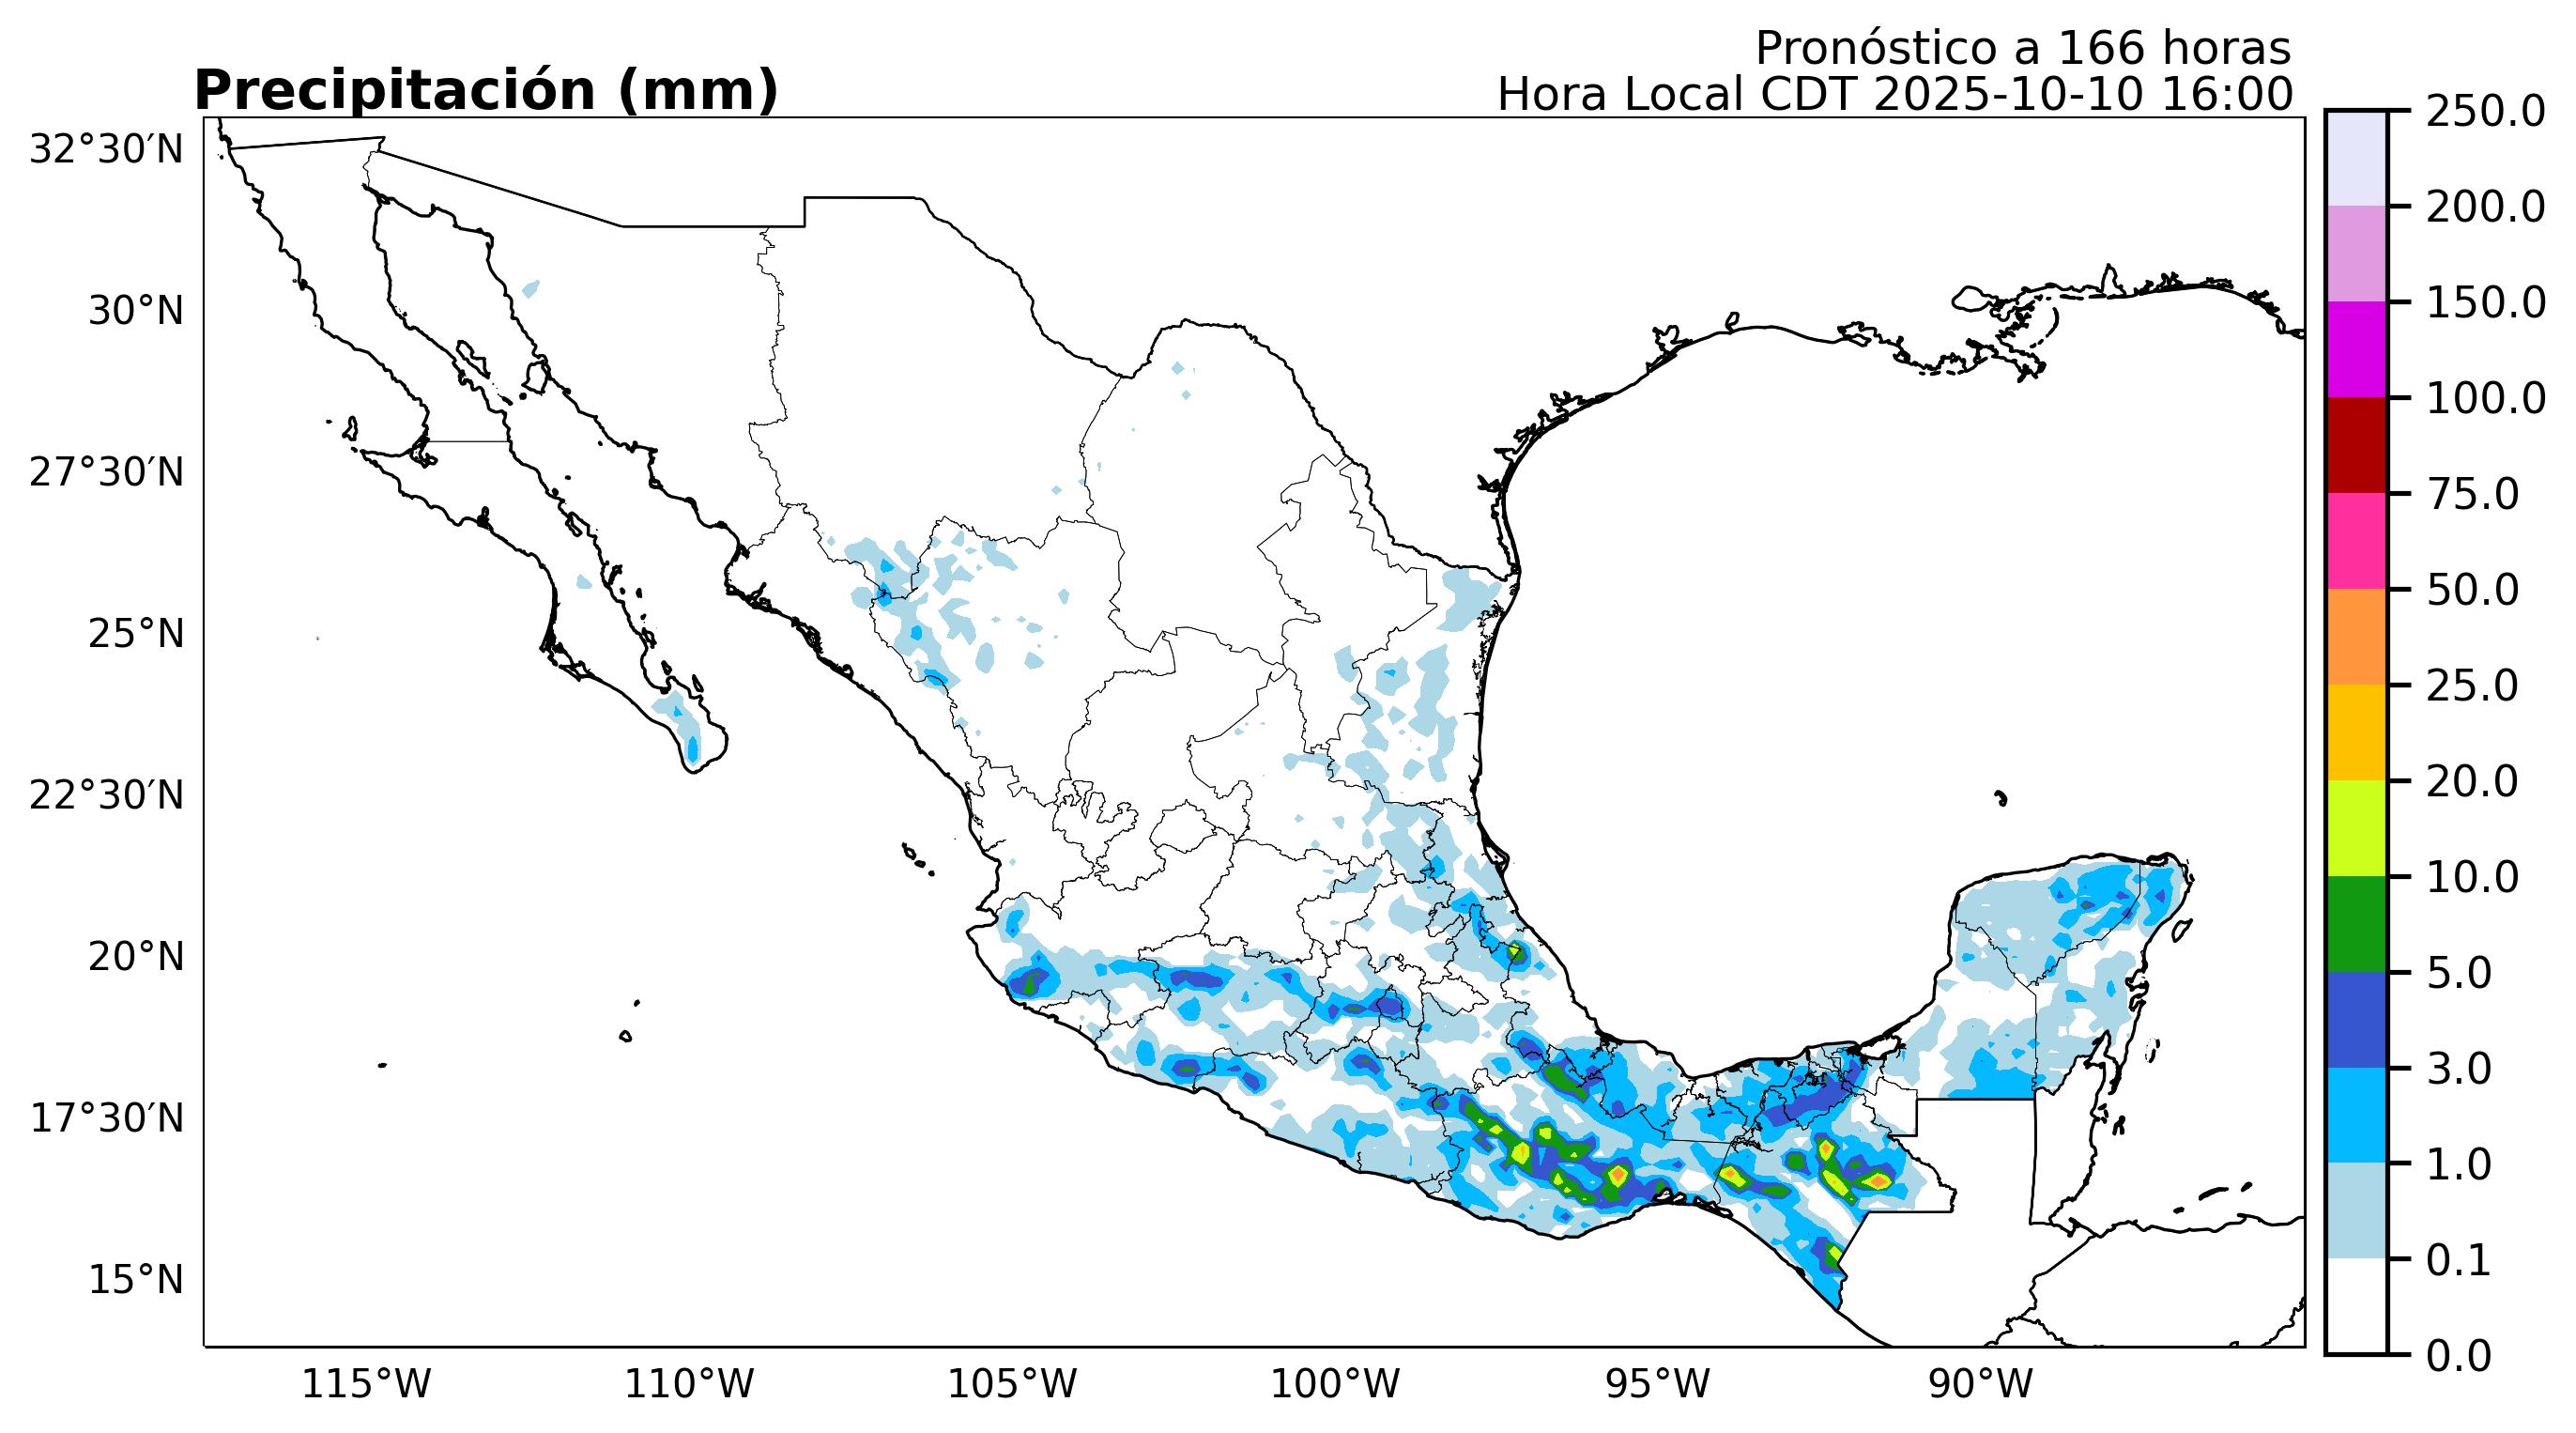 Pronóstico a 166 horas
Precipitación (mm)
Hora Local CDT 2025-10-10 16:00
32°30′N
30°N
27°30′N
25°N
22°30′N
20°N
17°30′N
15°N
115°W
110°W
105°W
100°W
95°W
90°W
250.0
200.0
150.0
100.0
75.0
50.0
25.0
20.0
10.0
5.0
3.0
1.0
0.1
0.0